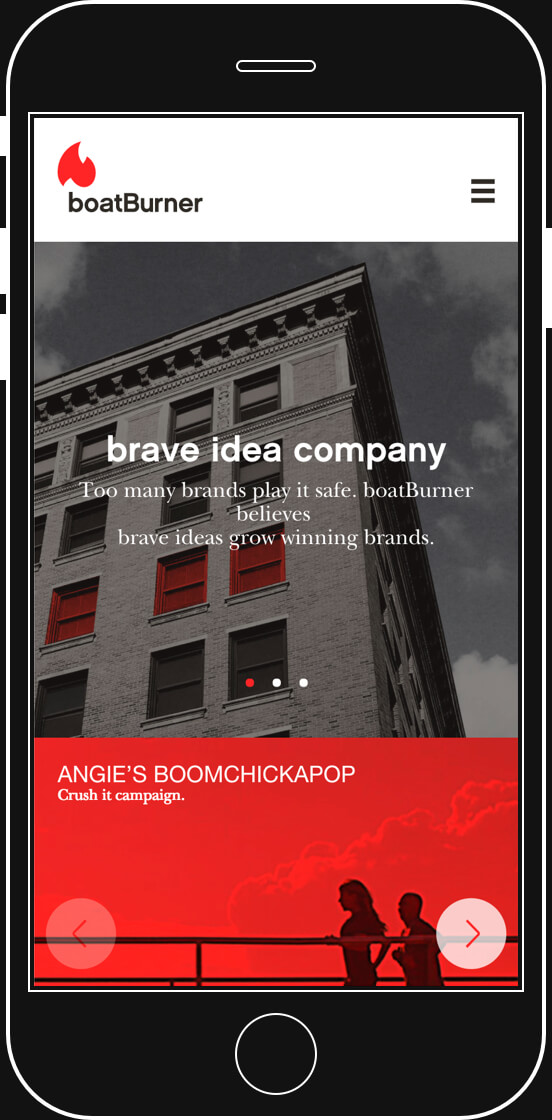 boatBurner
brave idea company
Too many brands play it safe. boatBurner
believes
brave ideas grow winning brands.
ANGIE’S BOOMCHICKAPOP
Crush it campaign.